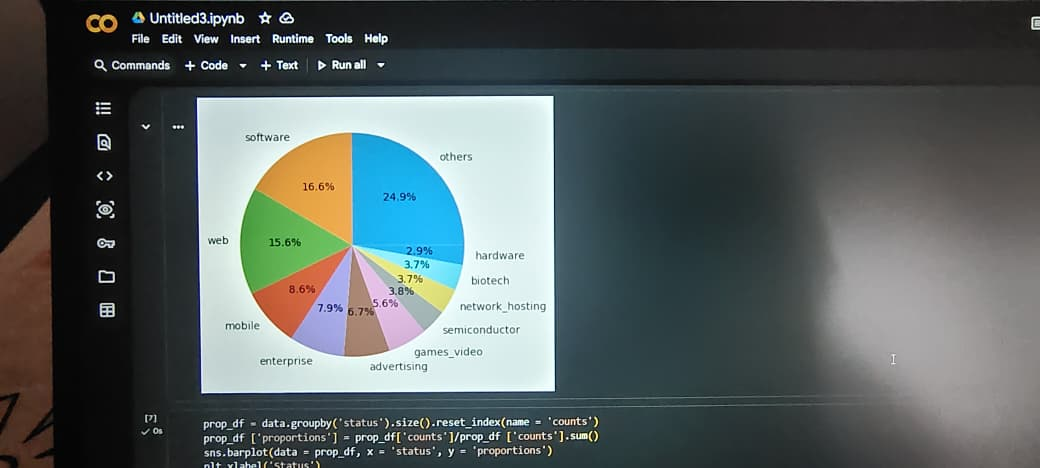 Untitled3.ipynb
File Edit View Insert Runtime Tools Help
Commands + Code + Text Run all
software
others
16.6%
24.9%
web
15.6%
2.9%
hardware
3.7%
biotech
3.7%
network_hosting
8.6%
3.8%
mobile
7.9%
6.7%
5.6%
semiconductor
enterprise
games_video
advertising
[7]
0s
prop_df = data.groupby('status').size().reset_index(name = 'counts')
prop_df ['proportions'] = prop_df['counts']/prop_df ['counts'].sum()
sns.barplot(data = prop_df, x = 'status', y = 'proportions')
plt.xlabel('Status')